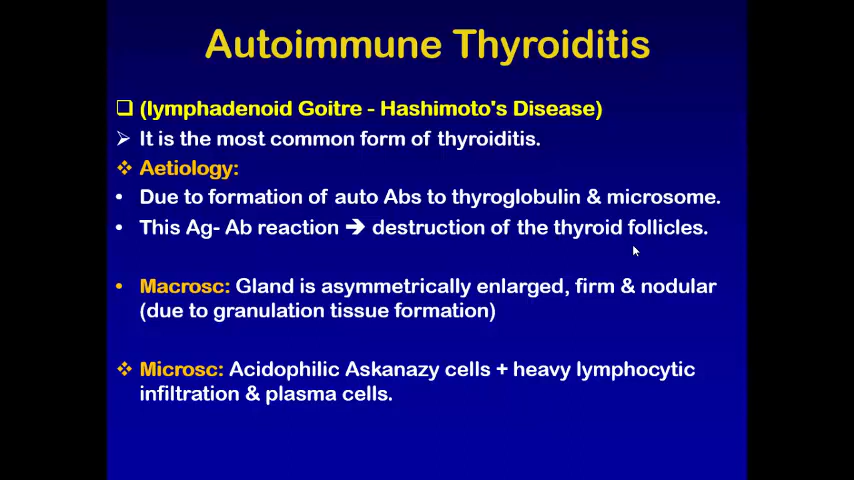 Autoimmune Thyroiditis
❑ (lymphadenoid Goitre - Hashimoto's Disease)
➢ It is the most common form of thyroiditis.
❖ Aetiology:
• Due to formation of auto Abs to thyroglobulin & microsome.
• This Ag- Ab reaction ➔ destruction of the thyroid follicles.
• Macrosc: Gland is asymmetrically enlarged, firm & nodular
(due to granulation tissue formation)
❖ Microsc: Acidophilic Askanazy cells + heavy lymphocytic
infiltration & plasma cells.